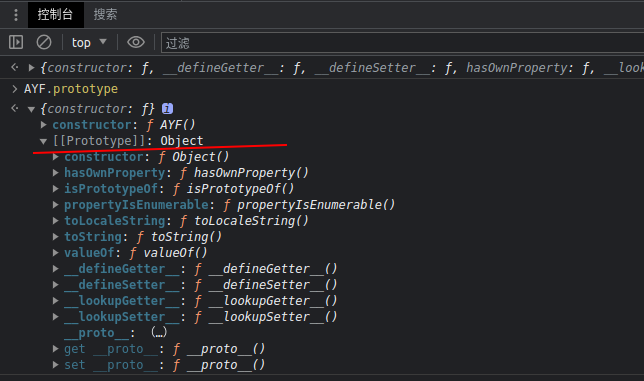 控制台 搜索
top 过滤
{constructor: ƒ, __defineGetter__: ƒ, __defineSetter__: ƒ, hasOwnProperty: ƒ, __look
AYF.prototype
{constructor: ƒ} i
constructor: ƒ AYF()
[[Prototype]]: Object
constructor: ƒ Object()
hasOwnProperty: ƒ hasOwnProperty()
isPrototypeOf: ƒ isPrototypeOf()
propertyIsEnumerable: ƒ propertyIsEnumerable()
toLocaleString: ƒ toLocaleString()
toString: ƒ toString()
valueOf: ƒ valueOf()
__defineGetter__: ƒ __defineGetter__()
__defineSetter__: ƒ __defineSetter__()
__lookupGetter__: ƒ __lookupGetter__()
__lookupSetter__: ƒ __lookupSetter__()
__proto__: (…)
get __proto__: ƒ __proto__()
set __proto__: ƒ __proto__()